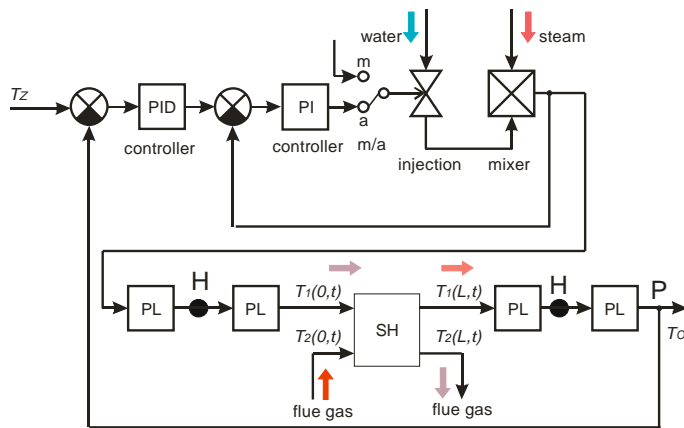 water
steam
m
TZ
PID
PI
a
m/a
controller
controller
injection
mixer
H
T1(0,t)
T1(L,t)
H
P
PL
PL
SH
PL
PL
T2(0,t)
T2(L,t)
TO
flue gas
flue gas